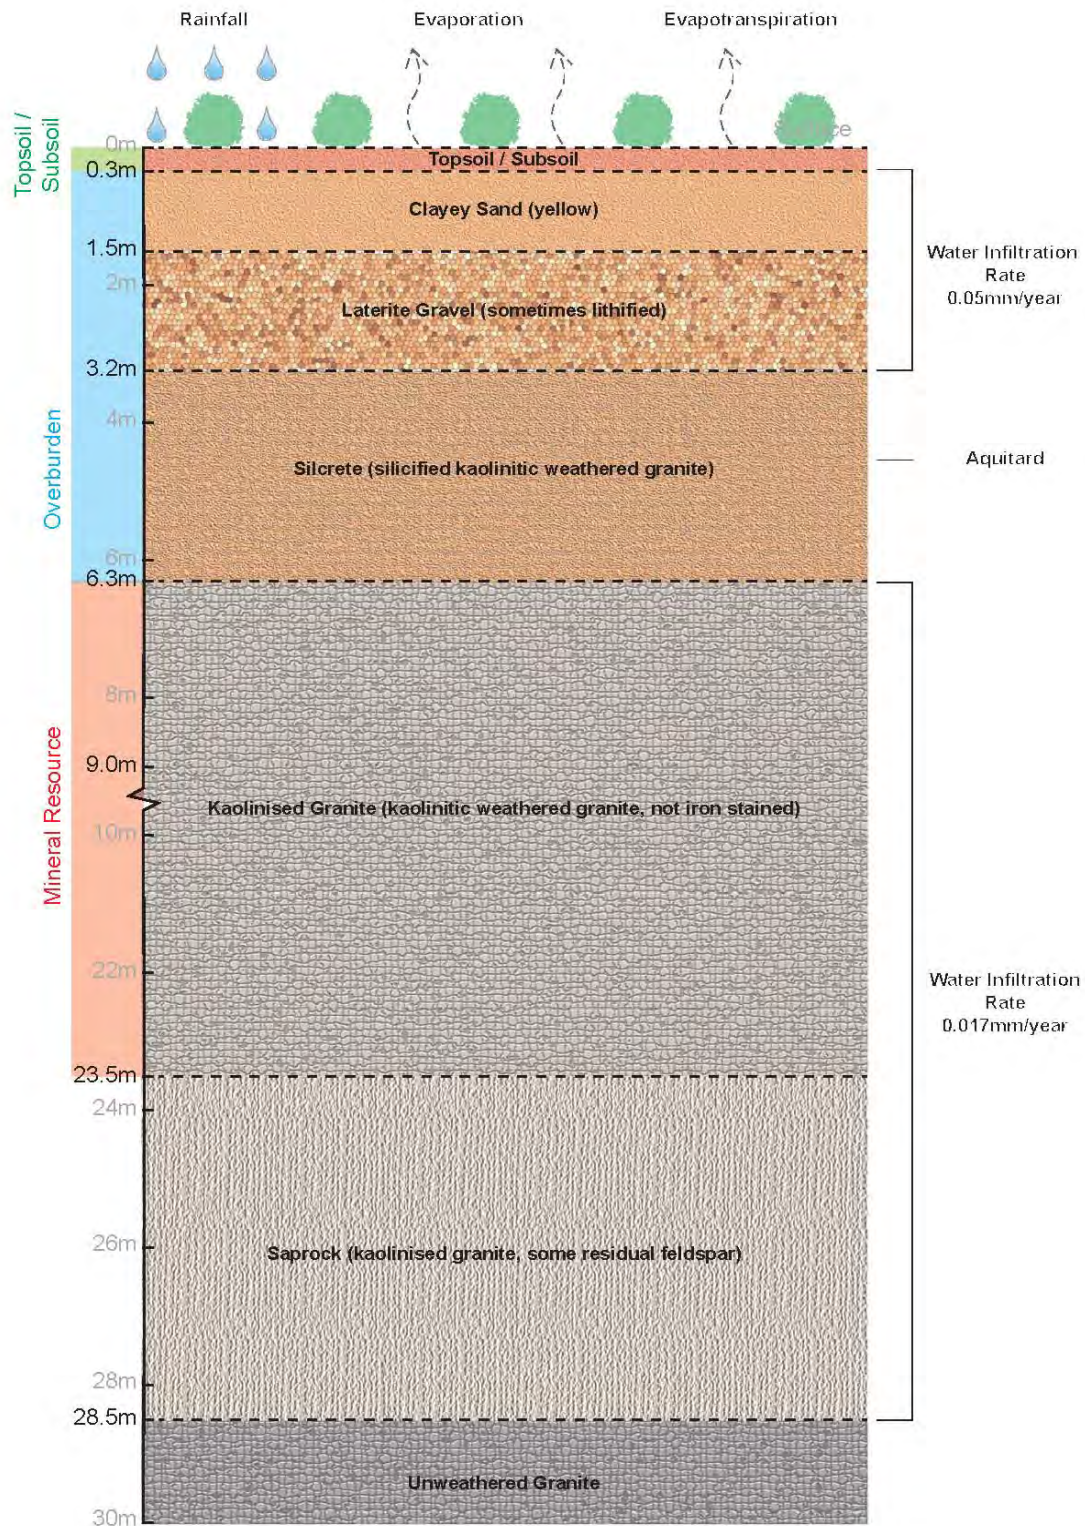 Rainfall
Evaporation
Evapotranspiration
Topsoil /
Subsoil
0m
0.3m
Topsoil / Subsoil
Clayey Sand (yellow)
1.5m
2m
Laterite Gravel (sometimes lithified)
Water Infiltration
Rate
0.05mm/year
3.2m
4m
Overburden
Silcrete (silicified kaolinitic weathered granite)
Aquitard
6m
6.3m
8m
9.0m
Mineral Resource
Kaolinised Granite (kaolinitic weathered granite, not iron stained)
10m
22m
Water Infiltration
Rate
0.017mm/year
23.5m
24m
26m
Saprock (kaolinised granite, some residual feldspar)
28m
28.5m
Unweathered Granite
30m